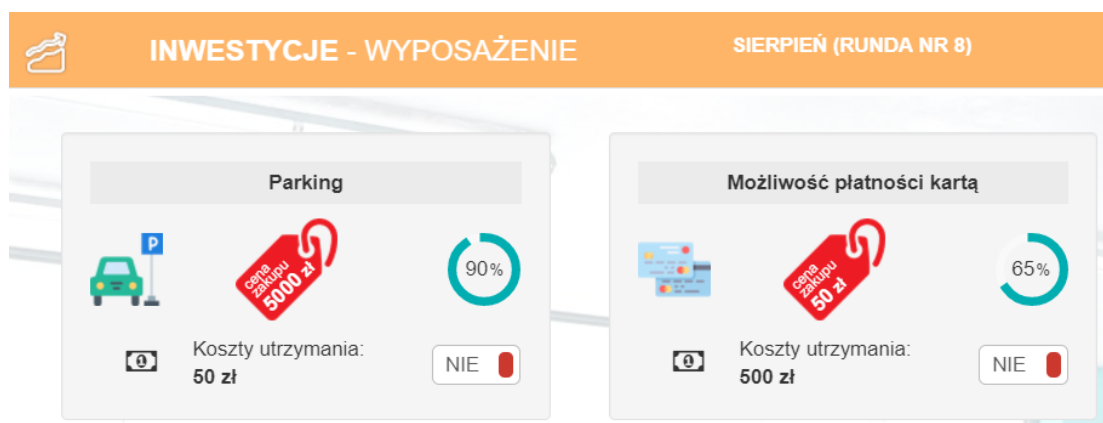 INWESTYCJE - WYPOSAŻENIE
SIERPIEŃ (RUNDA NR 8)
Parking
P
cena
zakupu
5000 zł
90%
Koszty utrzymania:
50 zł
NIE
Możliwość płatności kartą
cena
zakupu
50 zł
65%
Koszty utrzymania:
500 zł
NIE